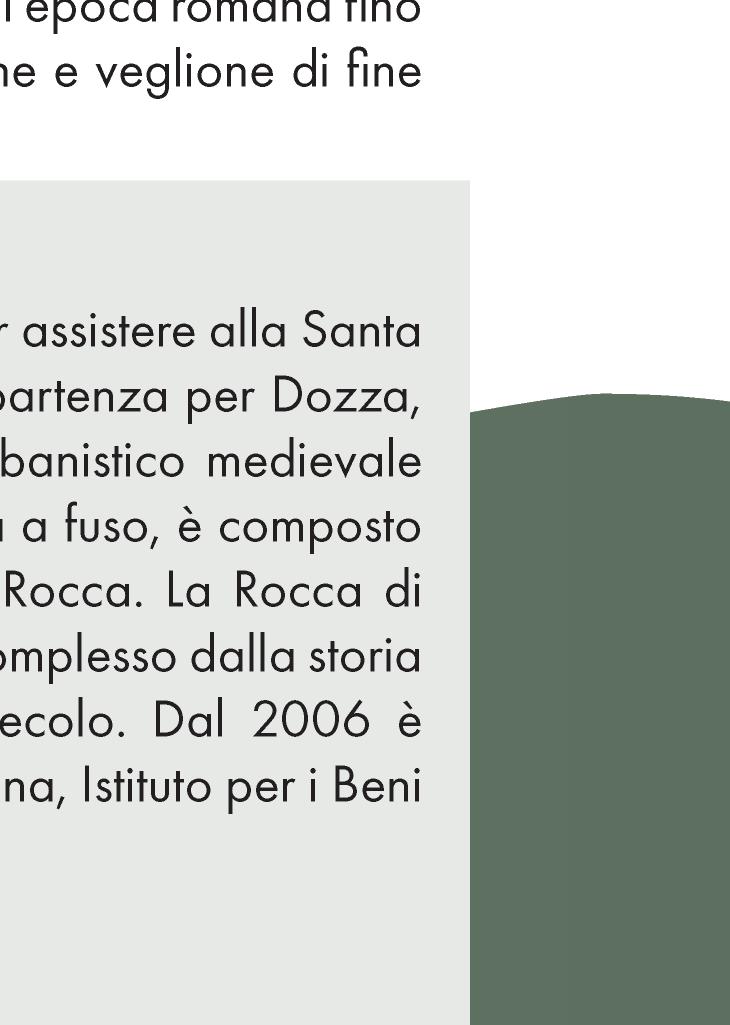 l'epoca romana fino
ne e veglione di fine
r assistere alla Santa
partenza per Dozza,
banistico medievale
a a fuso, è composto
Rocca. La Rocca di
omplesso dalla storia
ecolo. Dal 2006 è
na, Istituto per i Beni